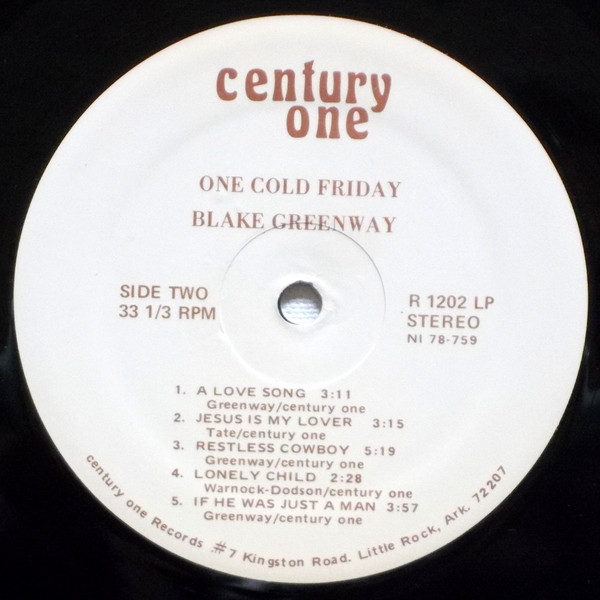 century
one
ONE COLD FRIDAY
BLAKE GREENWAY
SIDE TWO
33 1/3 RPM
R 1202 LP
STEREO
NI 78-759
1. A LOVE SONG 3:11
Greenway/century one
2. JESUS IS MY LOVER 3:15
Tate/century one
3. RESTLESS COWBOY 5:19
Greenway/century one
4. LONELY CHILD 2:28
Warnock-Dodson/century one
5. IF HE WAS JUST A MAN 3:57
Greenway/century one
century one Records #7 Kingston Road. Little Rock, Ark. 72207